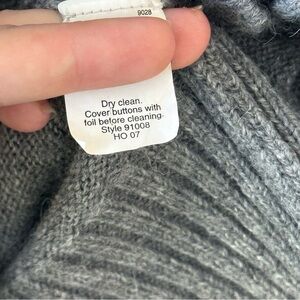 9028
Dry clean.
Cover buttons with
foil before cleaning.
Style 91008
HO 07